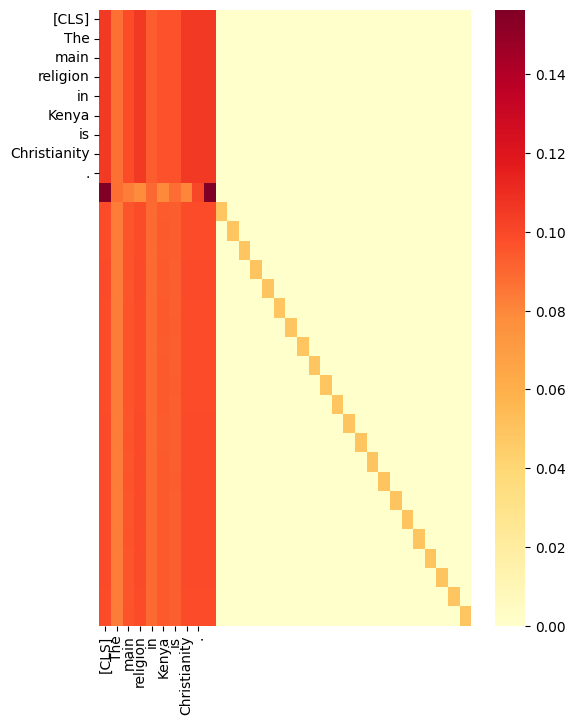 [CLS]
The
main
religion
in
Kenya
is
Christianity
.
0.14
0.12
0.10
0.08
0.06
0.04
0.02
0.00
[CLS]
The
main
religion
in
Kenya
is
Christianity
.